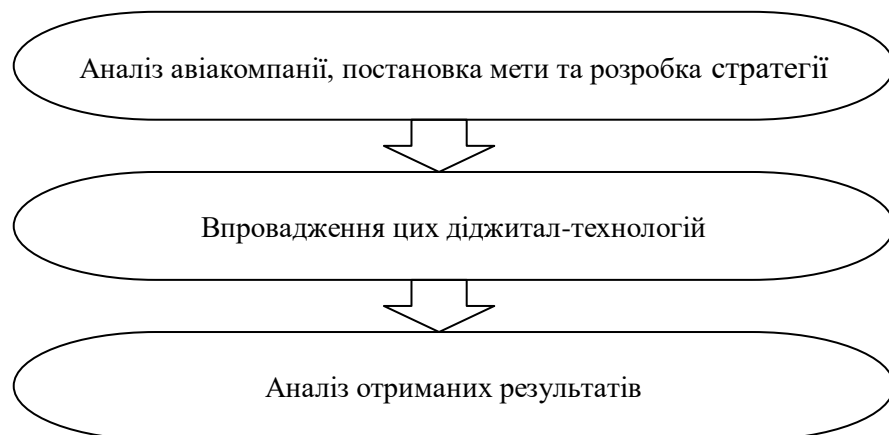 Аналіз авіакомпанії, постановка мети та розробка стратегії
Впровадження цих діджитал-технологій
Аналіз отриманих результатів